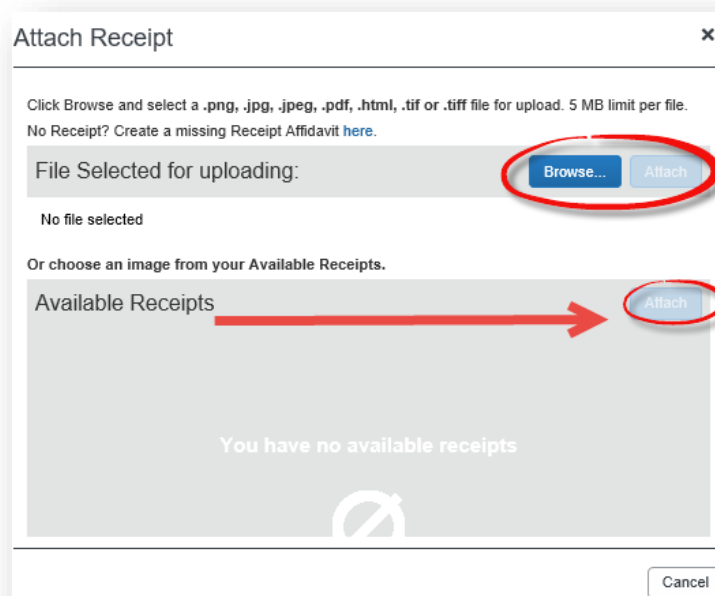 Attach Receipt
Click Browse and select a .png, .jpg, .jpeg, .pdf, .html, .tif or .tiff file for upload. 5 MB limit per file.
No Receipt? Create a missing Receipt Affidavit here.
File Selected for uploading:
Browse... Attach
No file selected
Or choose an image from your Available Receipts.
Available Receipts
Attach
You have no available receipts
Cancel